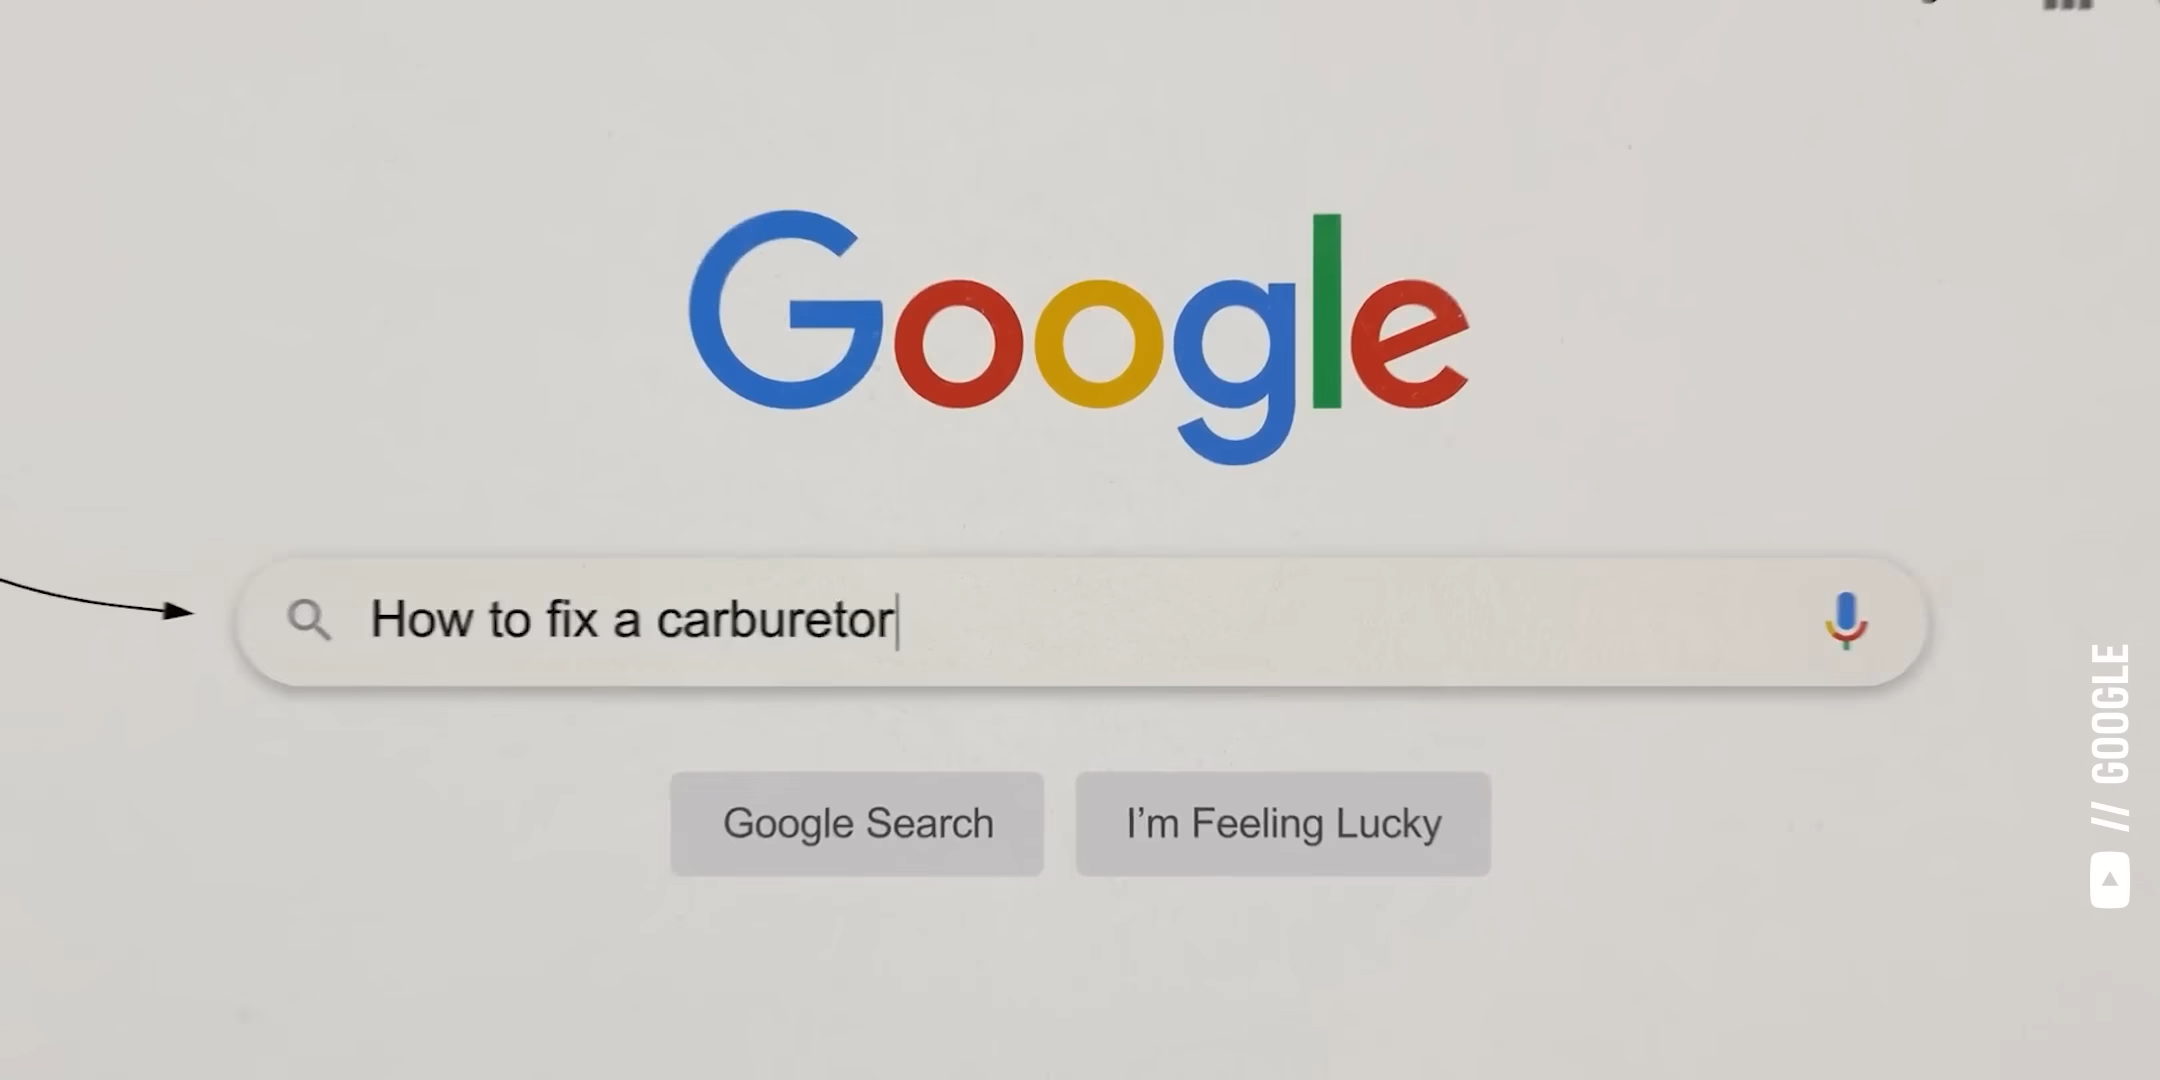 Google
How to fix a carburetor
Google Search
I’m Feeling Lucky
// GOOGLE